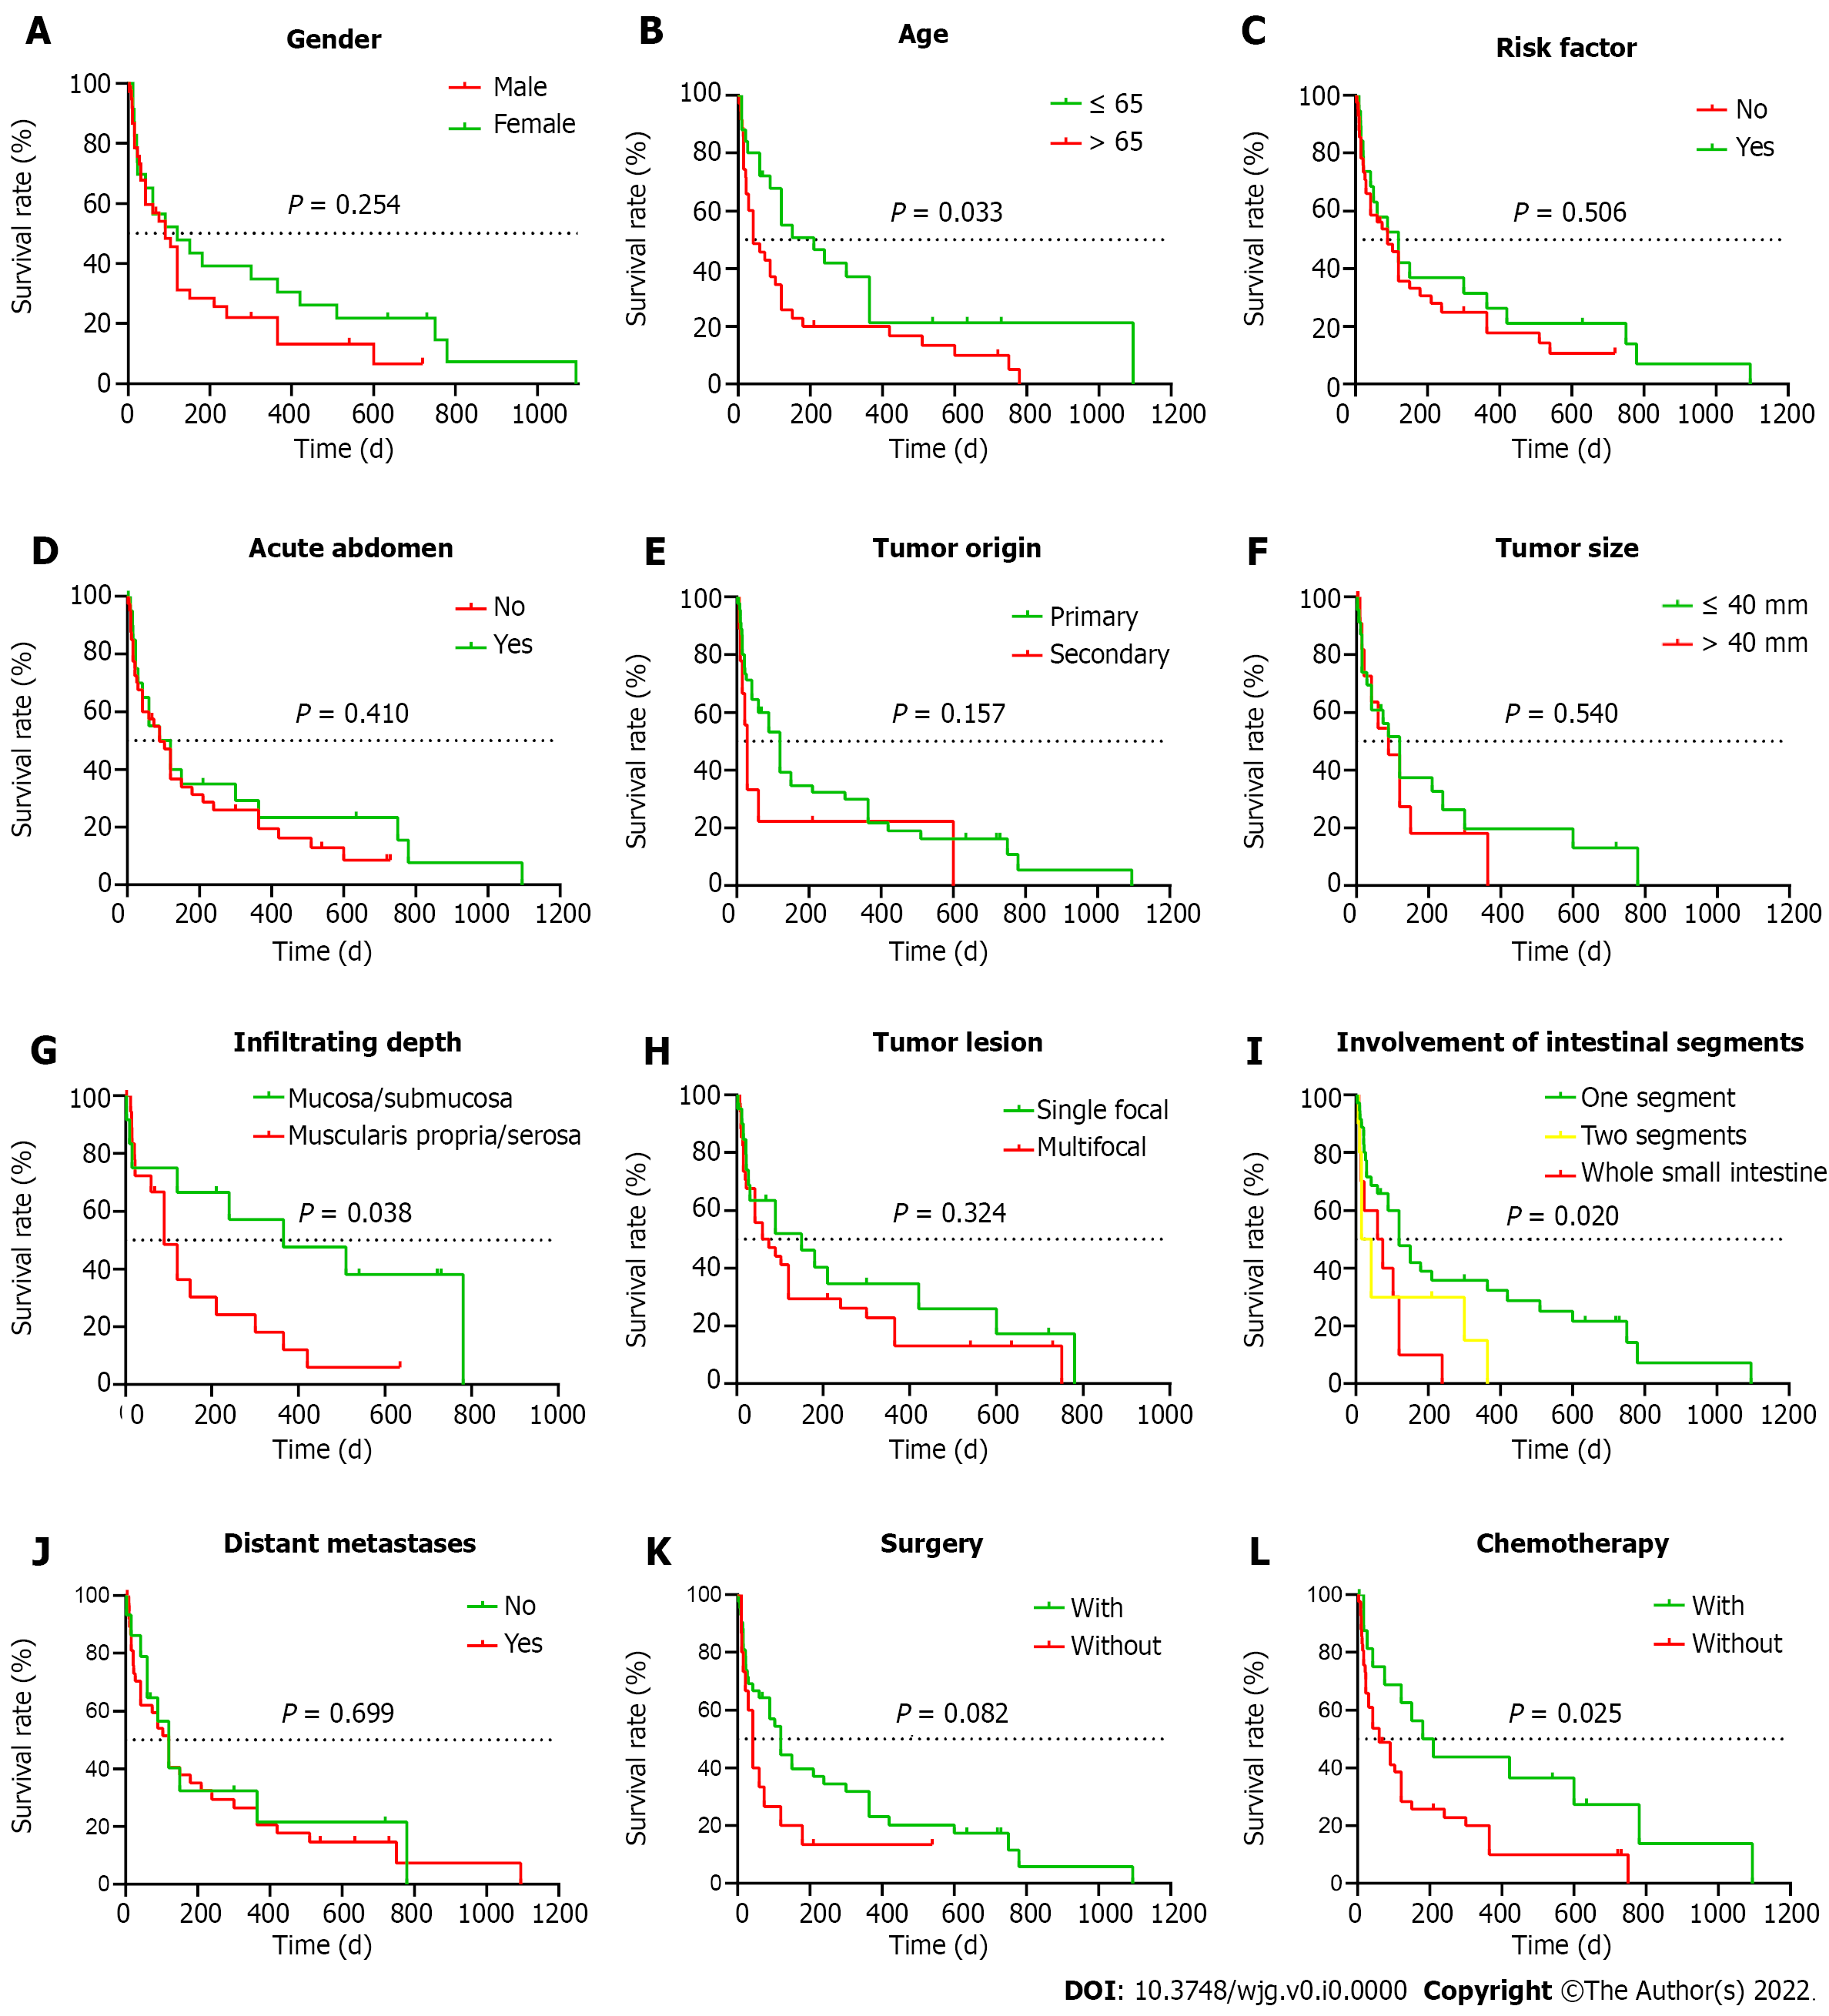 A Gender
Male
Female
P = 0.254
Survival rate (%)
100
80
60
40
20
0
0 200 400 600 800 1000
Time (d)
B Age
≤ 65
> 65
P = 0.033
Survival rate (%)
100
80
60
40
20
0
0 200 400 600 800 1000 1200
Time (d)
C Risk factor
No
Yes
P = 0.506
Survival rate (%)
100
80
60
40
20
0
0 200 400 600 800 1000 1200
Time (d)
D Acute abdomen
No
Yes
P = 0.410
Survival rate (%)
100
80
60
40
20
0
0 200 400 600 800 1000 1200
Time (d)
E Tumor origin
Primary
Secondary
P = 0.157
Survival rate (%)
100
80
60
40
20
0
0 200 400 600 800 1000 1200
Time (d)
F Tumor size
≤ 40 mm
> 40 mm
P = 0.540
Survival rate (%)
100
80
60
40
20
0
0 200 400 600 800 1000 1200
Time (d)
G Infiltrating depth
Mucosa/submucosa
Muscularis propria/serosa
P = 0.038
Survival rate (%)
100
80
60
40
20
0
0 200 400 600 800 1000
Time (d)
H Tumor lesion
Single focal
Multifocal
P = 0.324
Survival rate (%)
100
80
60
40
20
0
0 200 400 600 800 1000
Time (d)
I Involvement of intestinal segments
One segment
Two segments
Whole small intestine
P = 0.020
Survival rate (%)
100
80
60
40
20
0
0 200 400 600 800 1000 1200
Time (d)
J Distant metastases
No
Yes
P = 0.699
Survival rate (%)
100
80
60
40
20
0
0 200 400 600 800 1000 1200
Time (d)
K Surgery
With
Without
P = 0.082
Survival rate (%)
100
80
60
40
20
0
0 200 400 600 800 1000 1200
Time (d)
L Chemotherapy
With
Without
P = 0.025
Survival rate (%)
100
80
60
40
20
0
0 200 400 600 800 1000 1200
Time (d)
DOI: 10.3748/wjg.v0.i0.0000 Copyright ©The Author(s) 2022.